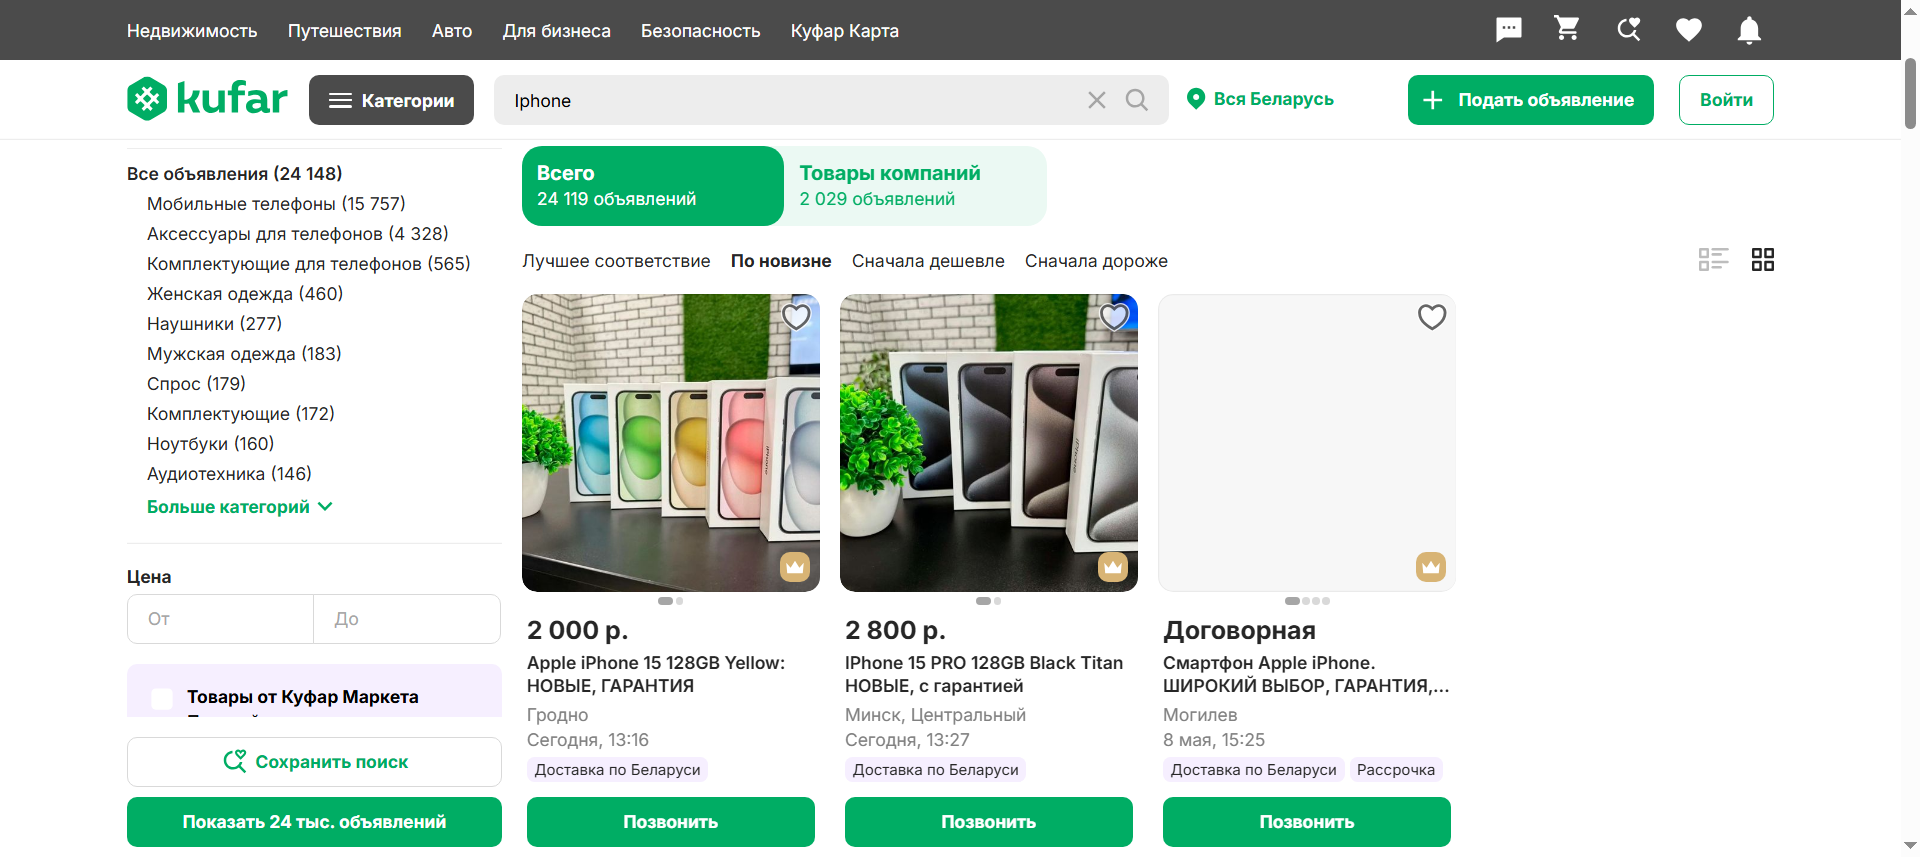 Недвижимость Путешествия Авто Для бизнеса Безопасность Куфар Карта
kufar Категории Iphone Вся Беларусь Подать объявление Войти
Все объявления (24 148)
Мобильные телефоны (15 757)
Аксессуары для телефонов (4 328)
Комплектующие для телефонов (565)
Женская одежда (460)
Наушники (277)
Мужская одежда (183)
Спрос (179)
Комплектующие (172)
Ноутбуки (160)
Аудиотехника (146)
Больше категорий
Цена
От До
Товары от Куфар Маркета
Сохранить поиск
Показать 24 тыс. объявлений
Всего
24 119 объявлений
Товары компаний
2 029 объявлений
Лучшее соответствие По новизне Сначала дешевле Сначала дороже
2 000 р.
Apple iPhone 15 128GB Yellow:
НОВЫЕ, ГАРАНТИЯ
Гродно
Сегодня, 13:16
Доставка по Беларуси
Позвонить
2 800 р.
IPhone 15 PRO 128GB Black Titan
НОВЫЕ, с гарантией
Минск, Центральный
Сегодня, 13:27
Доставка по Беларуси
Позвонить
Договорная
Смартфон Apple iPhone.
ШИРОКИЙ ВЫБОР, ГАРАНТИЯ,...
Могилев
8 мая, 15:25
Доставка по Беларуси Рассрочка
Позвонить